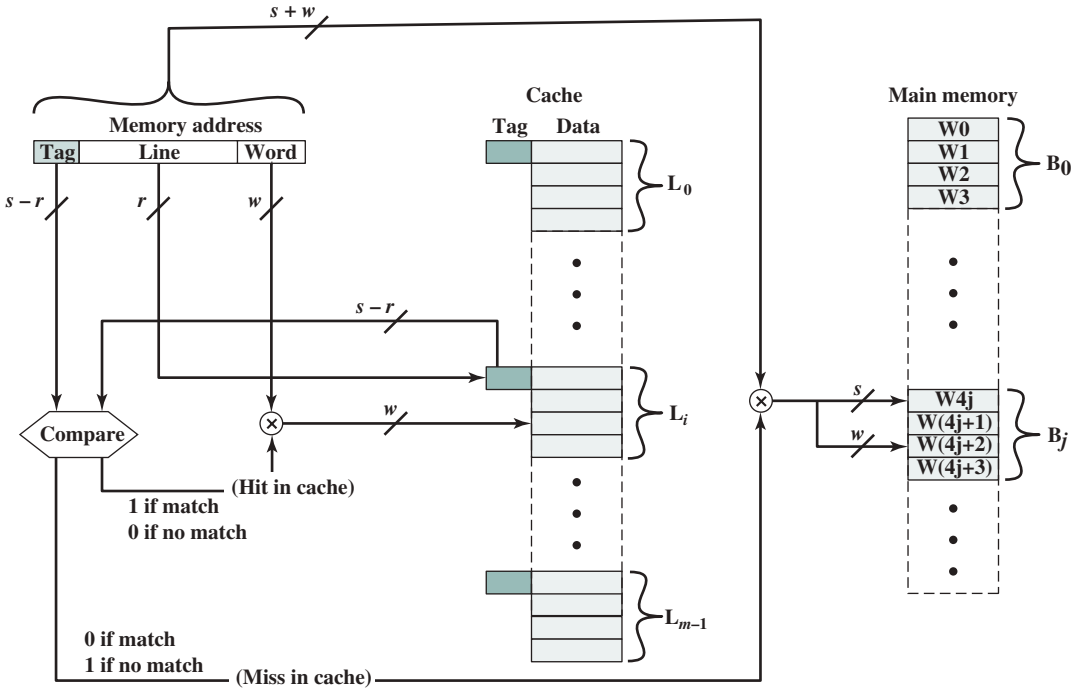 s + w
Cache
Main memory
Memory address
Tag Data
W0
Tag Line Word
W1
B0
L0
W2
s – r r w
W3
s – r
W4j
s
Li
W(4j+1)
Bj
Compare
w
w
W(4j+2)
W(4j+3)
(Hit in cache)
1 if match
0 if no match
Lm–1
0 if match
1 if no match
(Miss in cache)